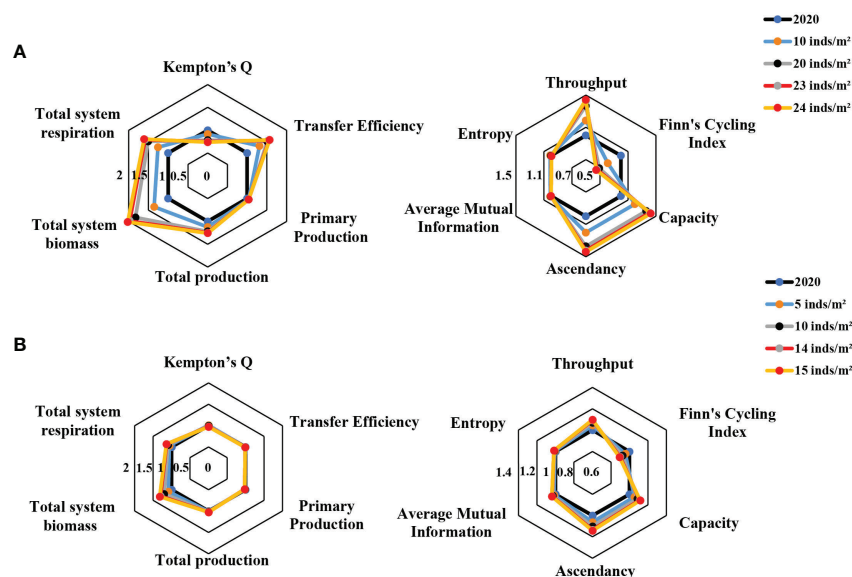 2020
10 inds/m²
20 inds/m²
23 inds/m²
24 inds/m²
A
Kempton's Q
Total system
respiration
Transfer Efficiency
2 1.5 1 0.5 0
Total system
biomass
Primary
Production
Total production
Throughput
Entropy
Finn's Cycling
Index
1.5 1.1 0.7 0.5
Average Mutual
Information
Capacity
Ascendancy
2020
5 inds/m²
10 inds/m²
14 inds/m²
15 inds/m²
B
Kempton's Q
Total system
respiration
Transfer Efficiency
2 1.5 1 0.5 0
Total system
biomass
Primary
Production
Total production
Throughput
Entropy
Finn's Cycling
Index
1.4 1.2 1 0.8 0.6
Average Mutual
Information
Capacity
Ascendancy